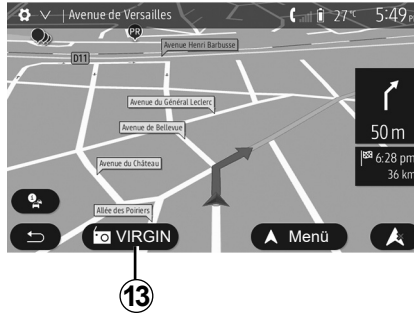 Avenue de Versailles
27 °C
5:49
PR
Avenue Henri Barbusse
D11
Avenue du Général Leclerc
Avenue de Bellevue
50 m
Avenue du Château
6:28 pm
36 km
Allée des Poiriers
VIRGIN
Menü
13